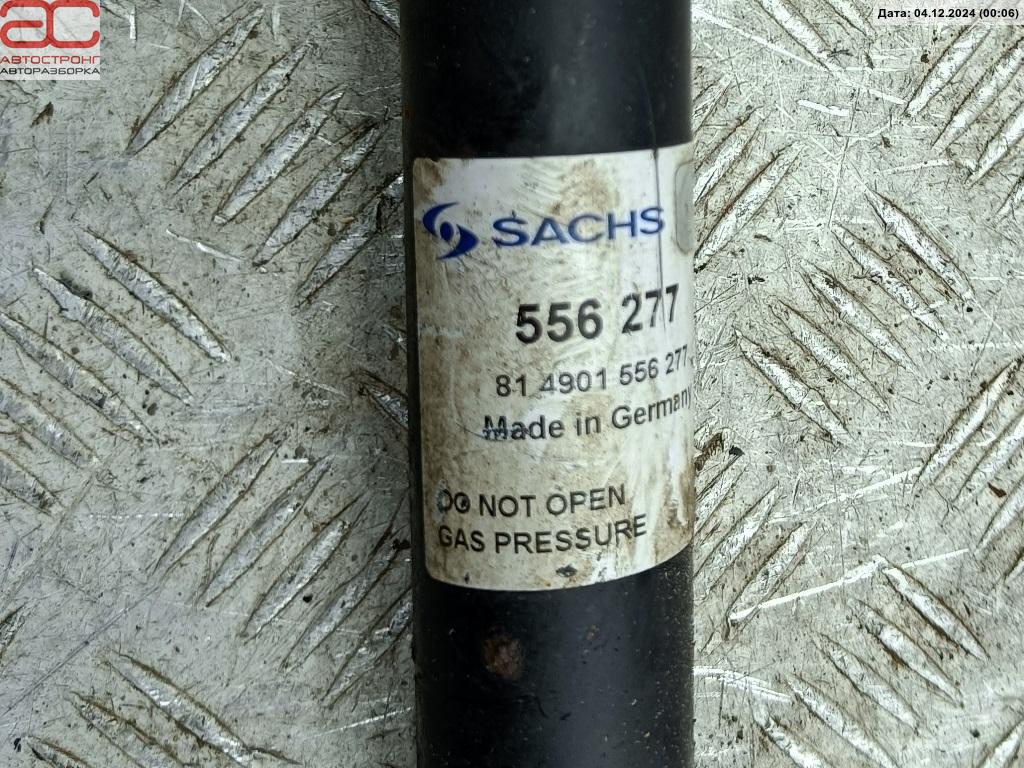 ac
АВТОСТРОНГ
АВТОРАЗБОРКА
Дата: 04.12.2024 (00:06)
SACHS
556 277
81 4901 556 277
Made in Germany
DO NOT OPEN
GAS PRESSURE